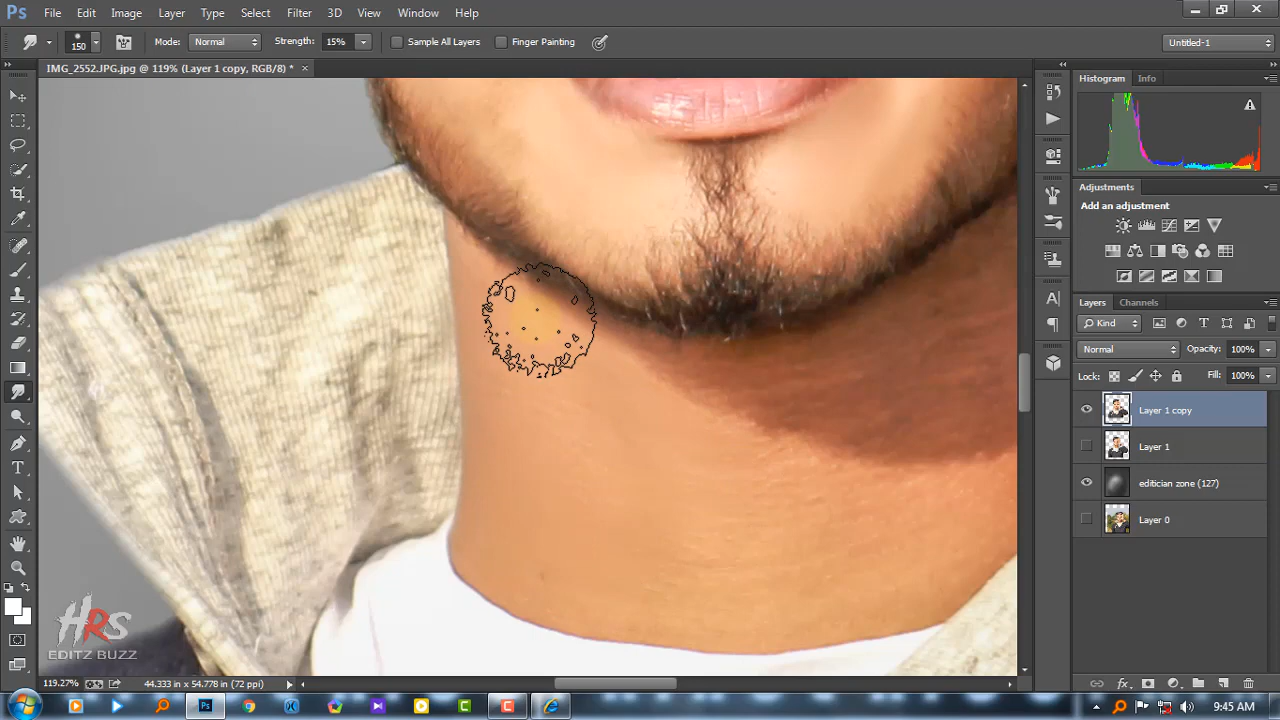 Ps File Edit Image Layer Type Select Filter 3D View Window Help
150 Mode: Normal Strength: 15% Sample All Layers Finger Painting Untitled-1
IMG_2552.JPG.jpg @ 119% (Layer 1 copy, RGB/8) * ×
Histogram Info
Adjustments
Add an adjustment
Layers Channels
Kind
Normal Opacity: 100%
Lock: Fill: 100%
Layer 1 copy
Layer 1
editician zone (127)
Layer 0
HRS
EDITZ BUZZ
119.27% 44.333 in x 54.778 in (72 ppi)
Ps 9:45 AM